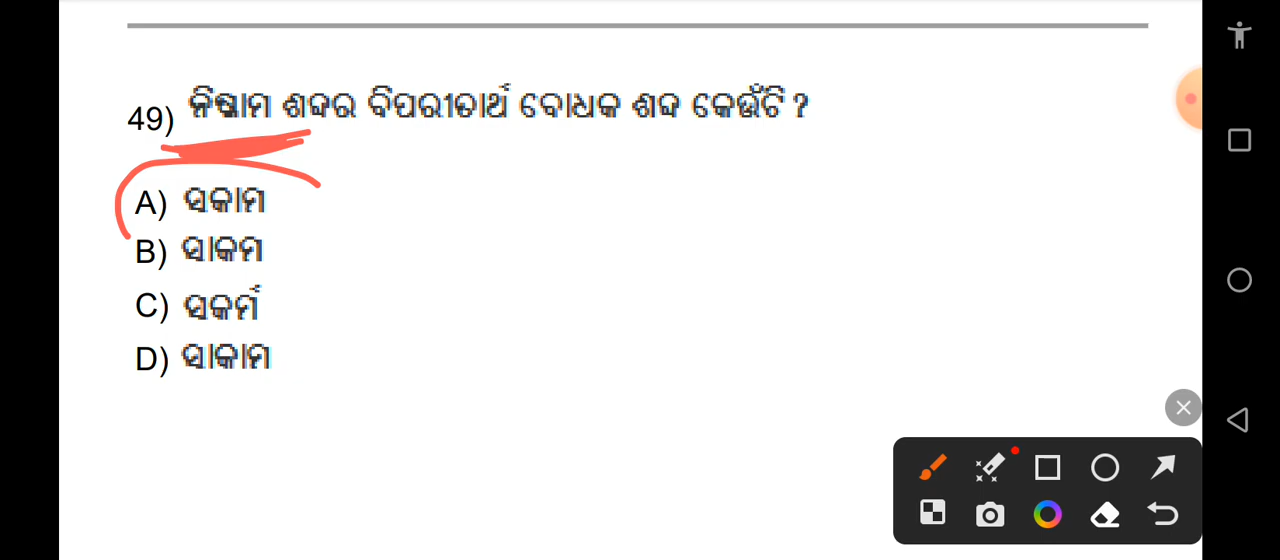 49) ନିଷ୍କାମ ଶବ୍ଦର ବିପରୀତାର୍ଥ ବୋଧକ ଶବ୍ଦ କେଉଁଟି ?
A) ସକାମ
B) ସାକମ
C) ସକର୍ମ
D) ସାକାମ